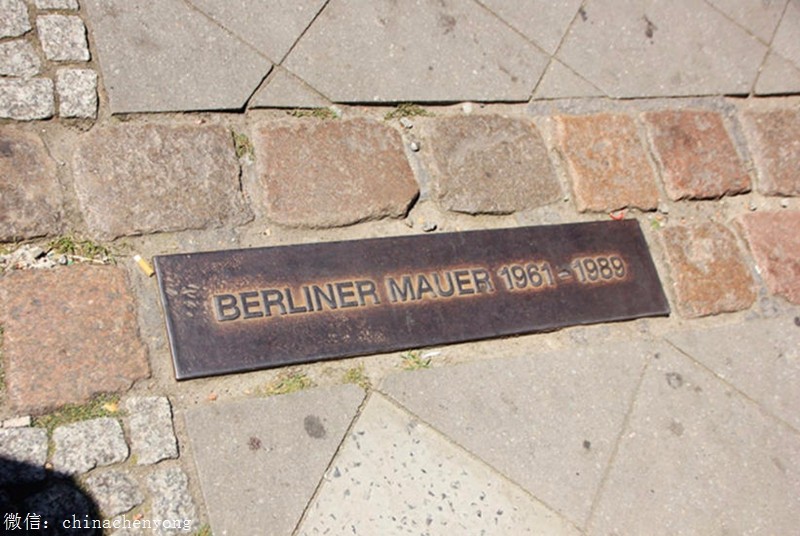 BERLINER MAUER 1961-1989
微信：chinachenyong